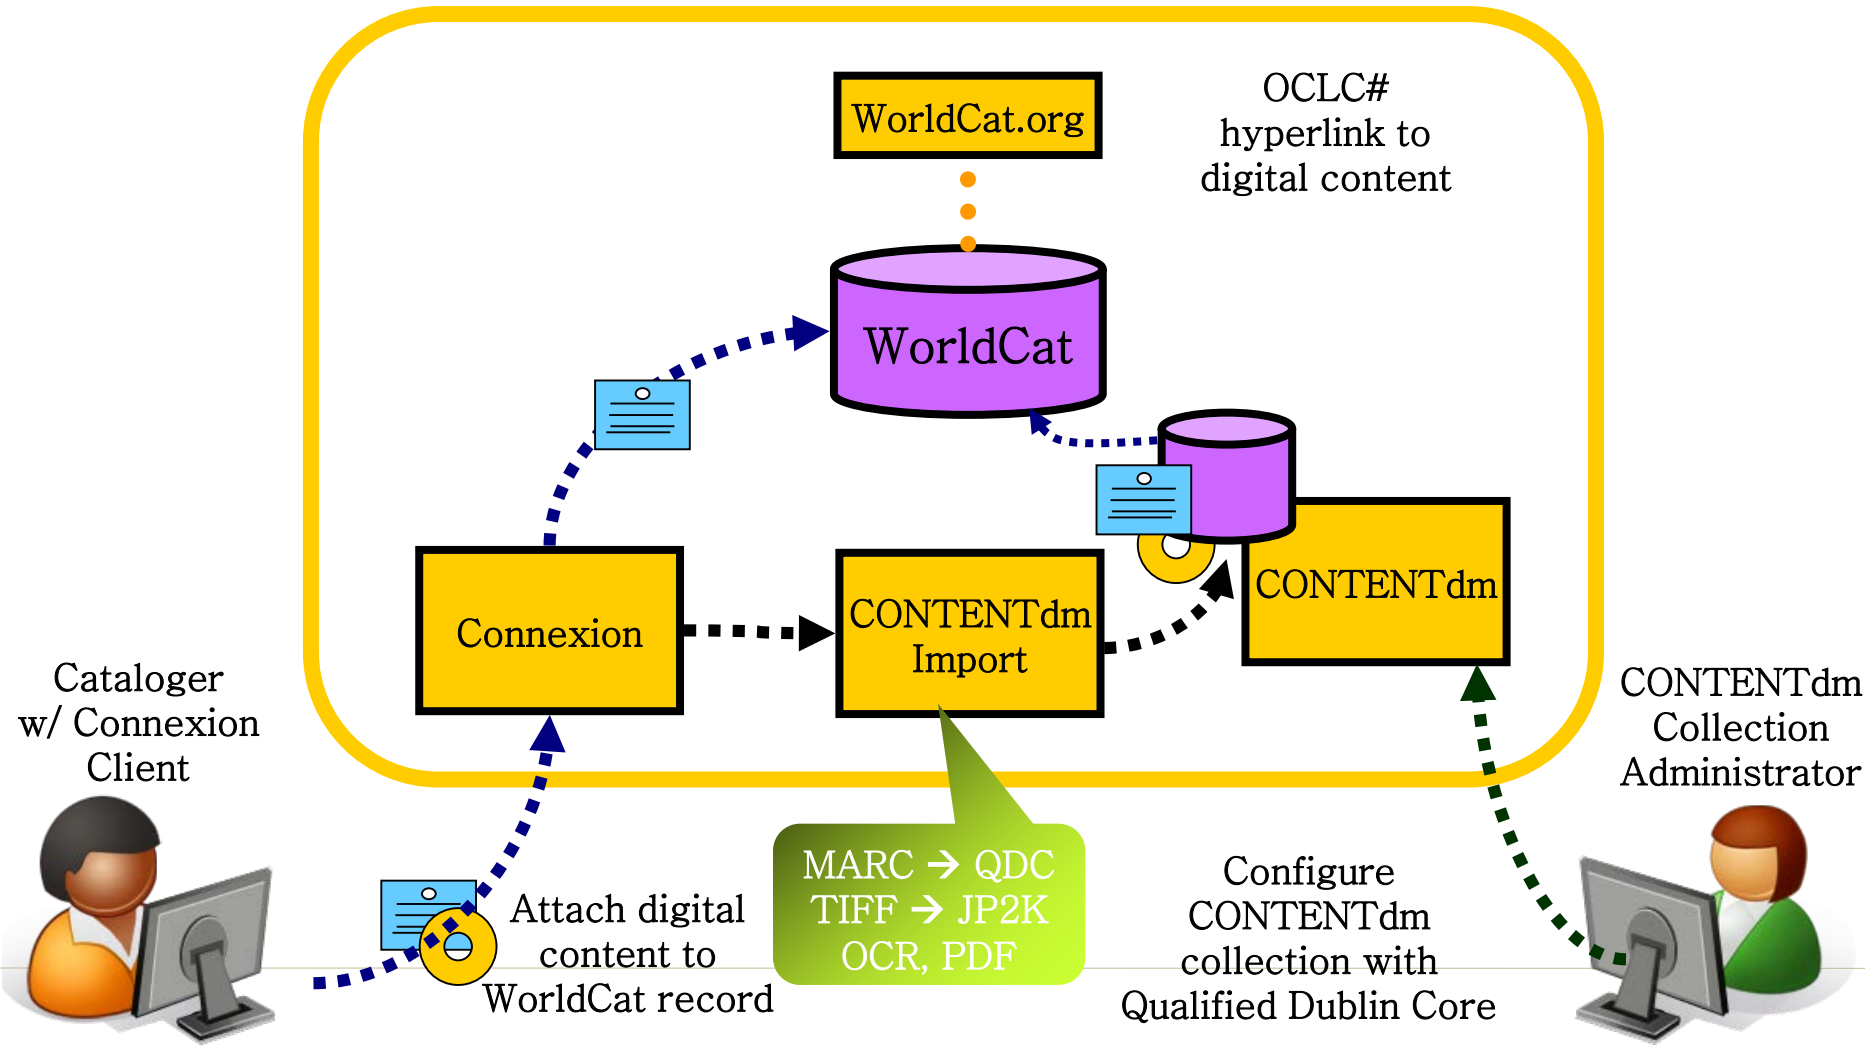 WorldCat.org
OCLC#
hyperlink to
digital content
WorldCat
Connexion
CONTENTdm
Import
CONTENTdm
Cataloger
w/ Connexion
Client
CONTENTdm
Collection
Administrator
Attach digital
content to
WorldCat record
MARC → QDC
TIFF → JP2K
OCR, PDF
Configure
CONTENTdm
collection with
Qualified Dublin Core